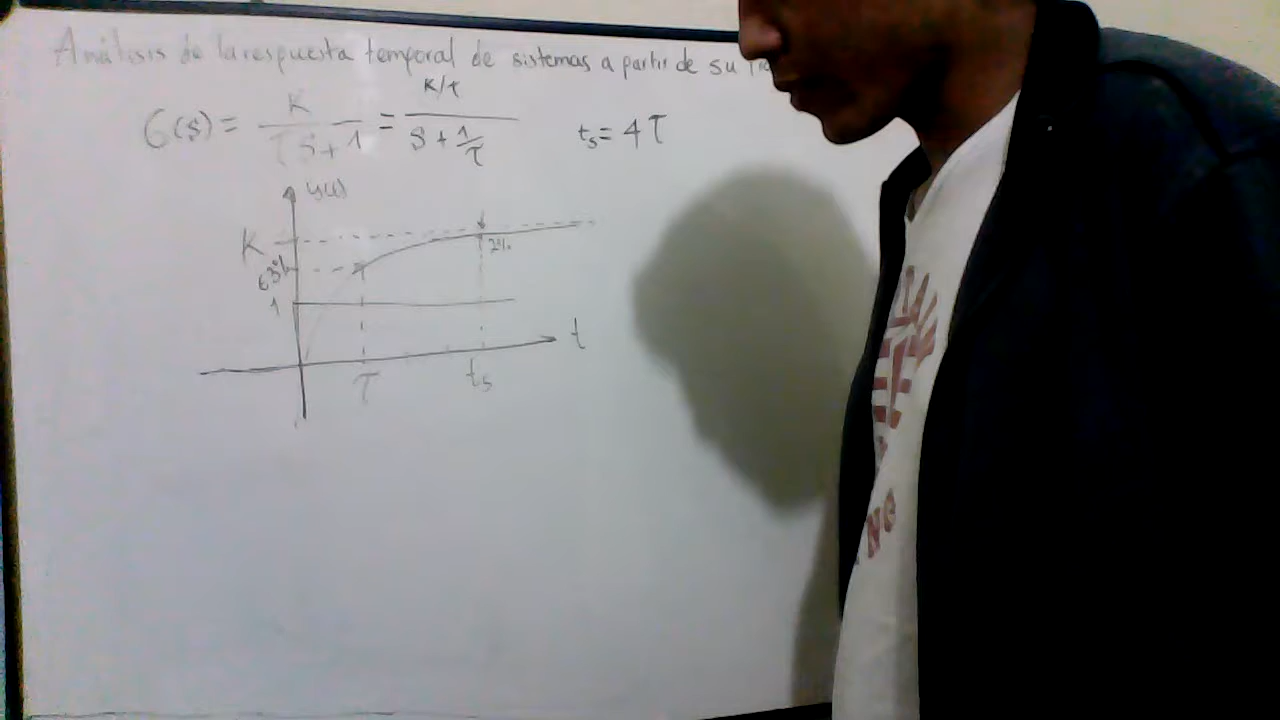 Análisis de la respuesta temporal de sistemas a partir de su
G(s) = K / τs+1 = K/τ / s + 1/τ
ts = 4τ
y(t)
K
2%
63%
1
t
τ
ts